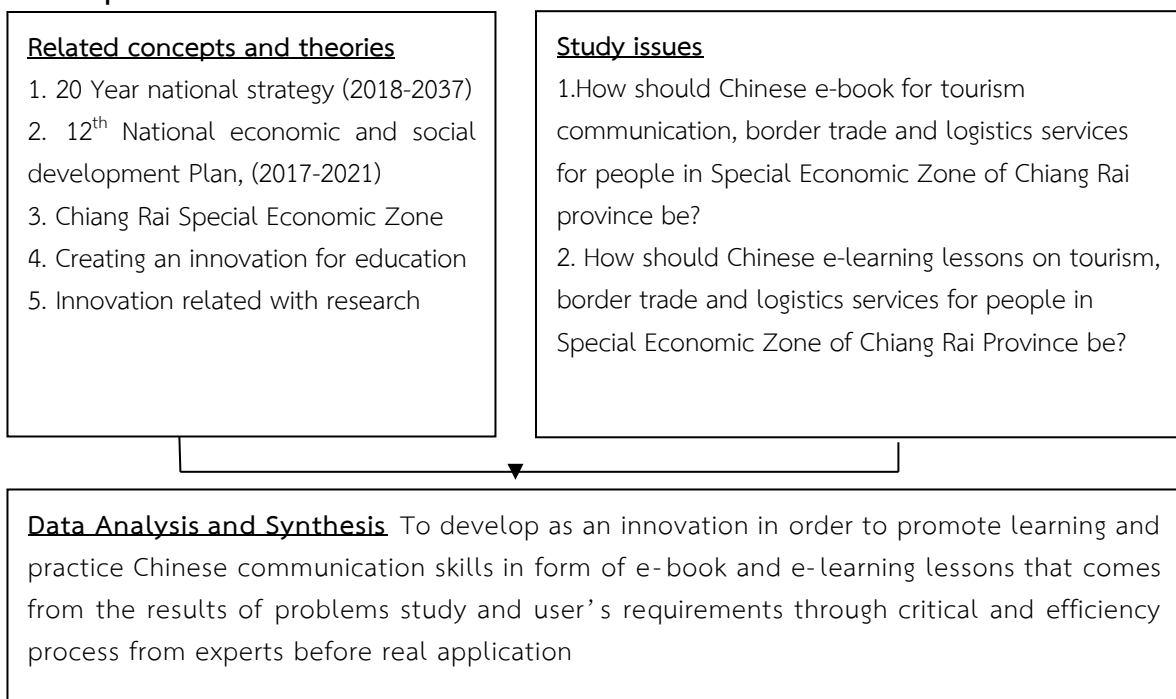 Related concepts and theories
1. 20 Year national strategy (2018-2037)
2. 12th National economic and social
development Plan, (2017-2021)
3. Chiang Rai Special Economic Zone
4. Creating an innovation for education
5. Innovation related with research
Study issues
1.How should Chinese e-book for tourism
communication, border trade and logistics services
for people in Special Economic Zone of Chiang Rai
province be?
2. How should Chinese e-learning lessons on tourism,
border trade and logistics services for people in
Special Economic Zone of Chiang Rai Province be?
Data Analysis and Synthesis To develop as an innovation in order to promote learning and
practice Chinese communication skills in form of e-book and e-learning lessons that comes
from the results of problems study and user's requirements through critical and efficiency
process from experts before real application